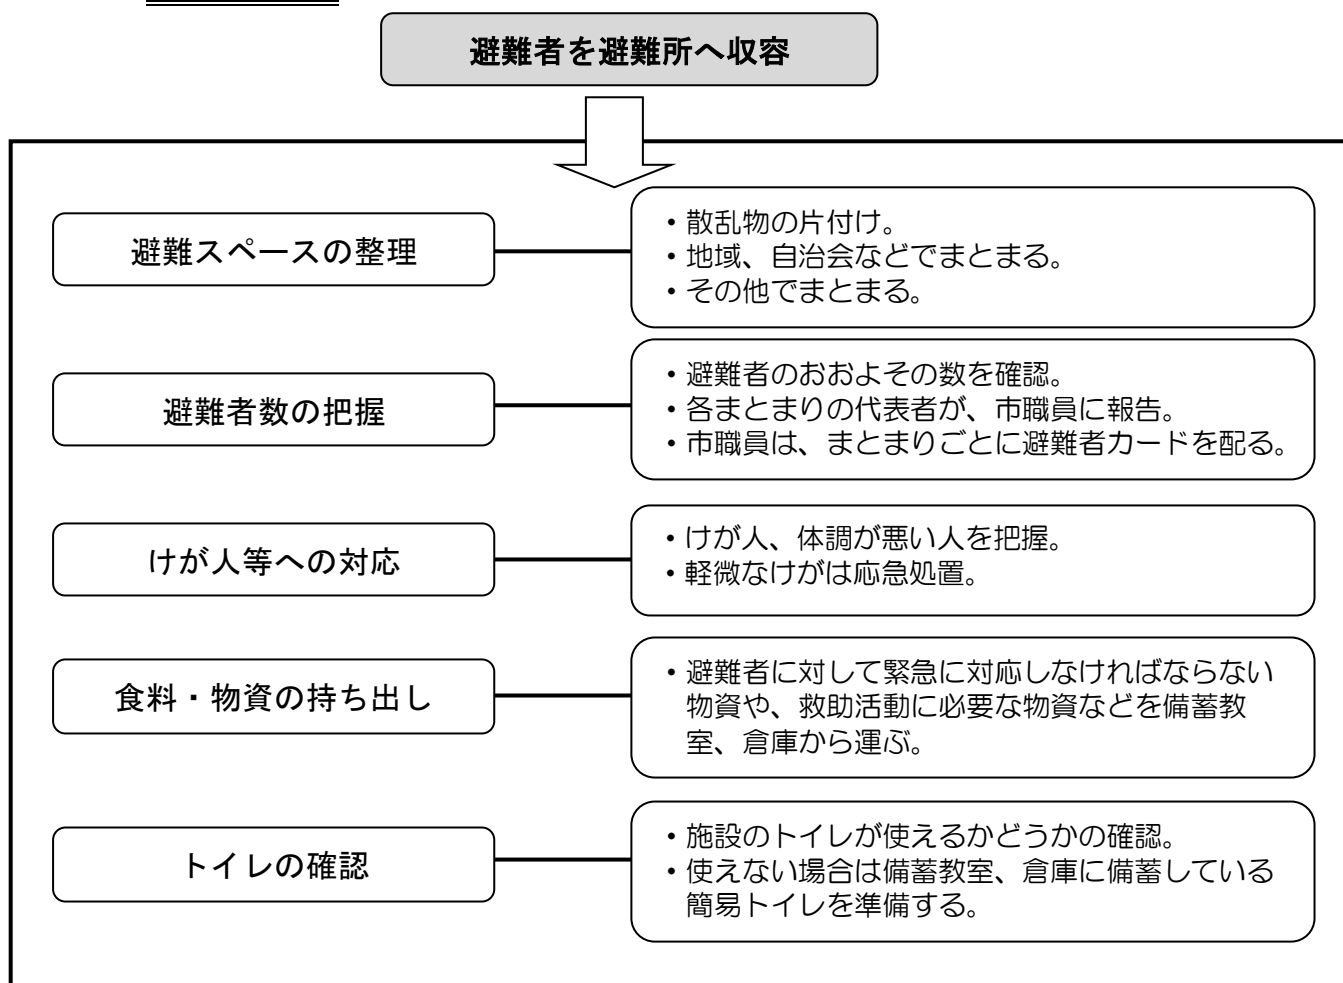 避難者を避難所へ収容
避難スペースの整理
・散乱物の片付け。
・地域、自治会などでまとまる。
・その他でまとまる。
避難者数の把握
・避難者のおおよその数を確認。
・各まとまりの代表者が、市職員に報告。
・市職員は、まとまりごとに避難者カードを配る。
けが人等への対応
・けが人、体調が悪い人を把握。
・軽微なけがは応急処置。
食料・物資の持ち出し
・避難者に対して緊急に対応しなければならない
物資や、救助活動に必要な物資などを備蓄教
室、倉庫から運ぶ。
トイレの確認
・施設のトイレが使えるかどうかの確認。
・使えない場合は備蓄教室、倉庫に備蓄している
簡易トイレを準備する。